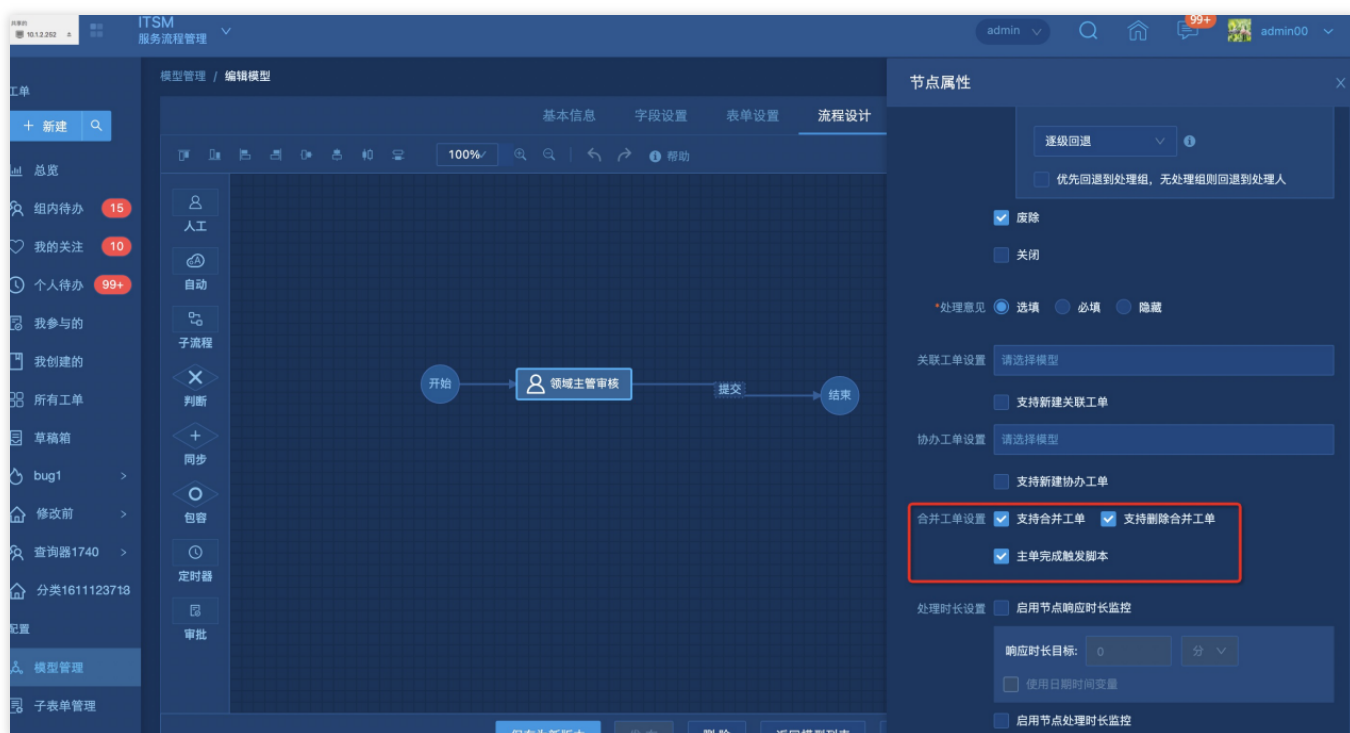 共享的
10.1.2.252
ITSM
服务流程管理
admin
99+
admin00
工单
+ 新建
总览
组内待办 15
我的关注 10
个人待办 99+
我参与的
我创建的
所有工单
草稿箱
bug1 >
修改前 >
查询器1740 >
分类1611123718
配置
模型管理
子表单管理
模型管理 / 编辑模型
基本信息 字段设置 表单设置 流程设计
100% 帮助
人工
自动
子流程
判断
同步
包容
定时器
审批
开始
领域主管审核
提交
结束
删 除
返回模型列表
节点属性
逐级回退
优先回退到处理组，无处理组则回退到处理人
废除
关闭
*处理意见 选填 必填 隐藏
关联工单设置 请选择模型
支持新建关联工单
协办工单设置 请选择模型
支持新建协办工单
合并工单设置 支持合并工单 支持删除合并工单
主单完成触发脚本
处理时长设置 启用节点响应时长监控
响应时长目标: 0 分
使用日期时间变量
启用节点处理时长监控